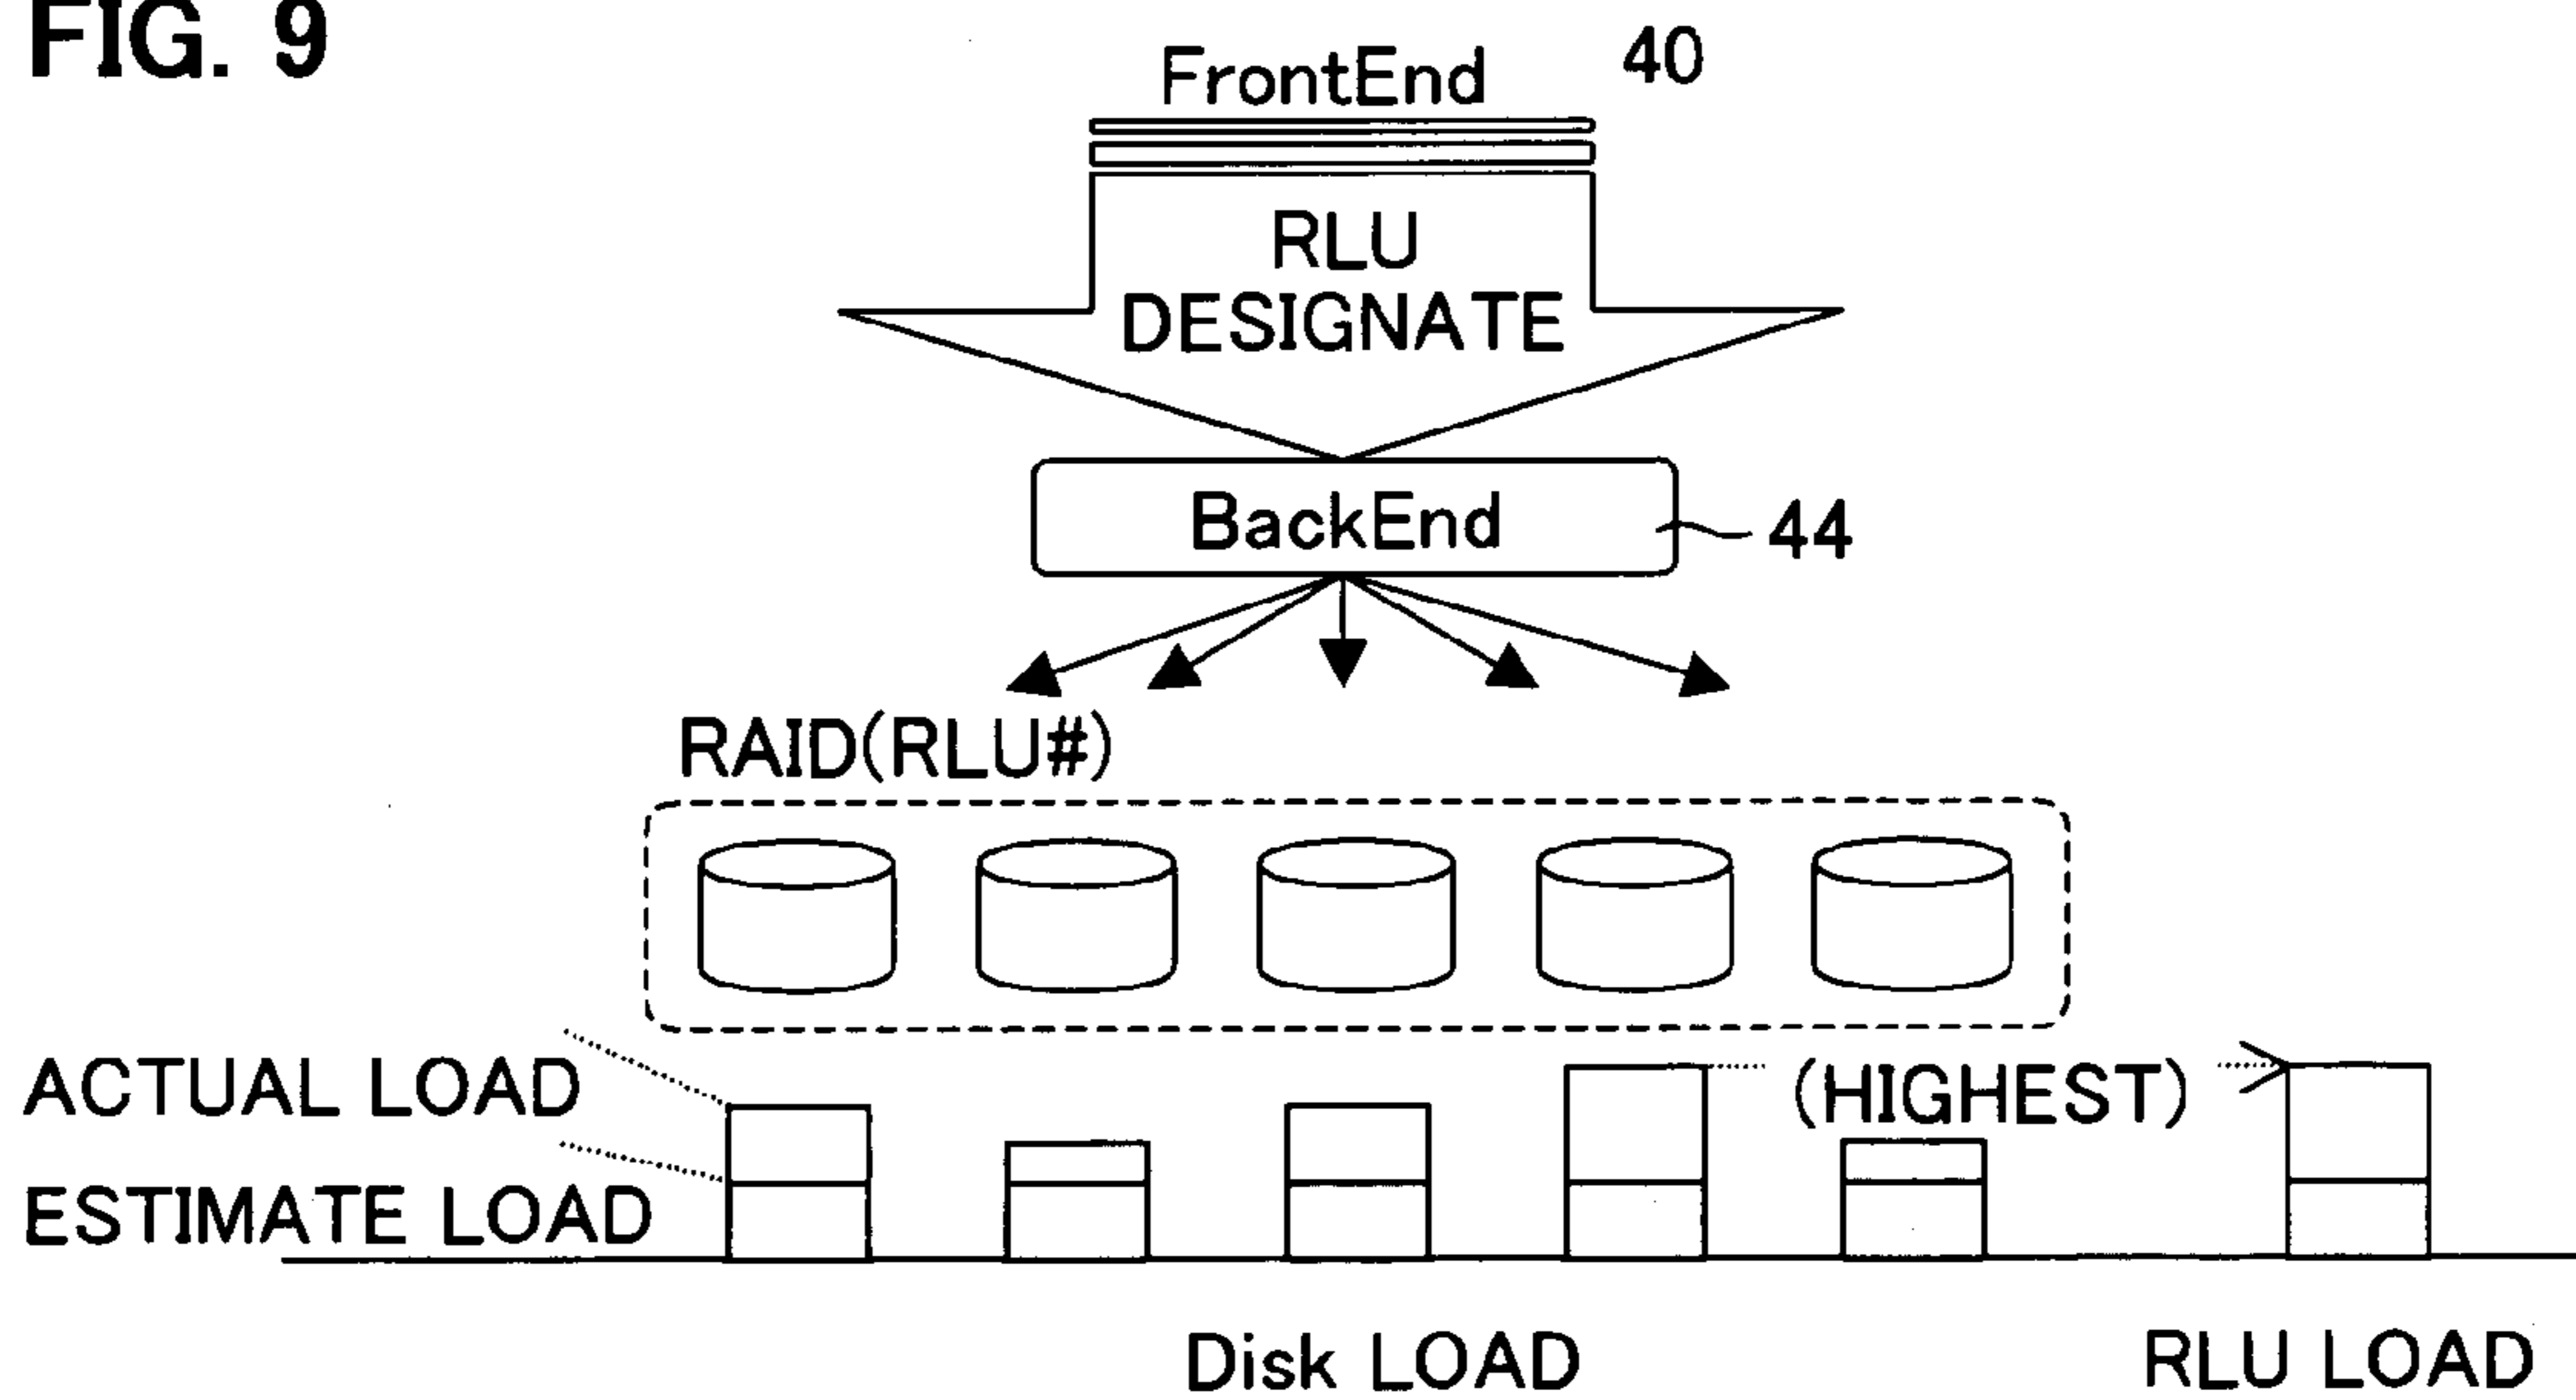 FIG. 9
FrontEnd
40
RLU
DESIGNATE
BackEnd
44
RAID(RLU#)
ACTUAL LOAD
(HIGHEST)
ESTIMATE LOAD
Disk LOAD
RLU LOAD